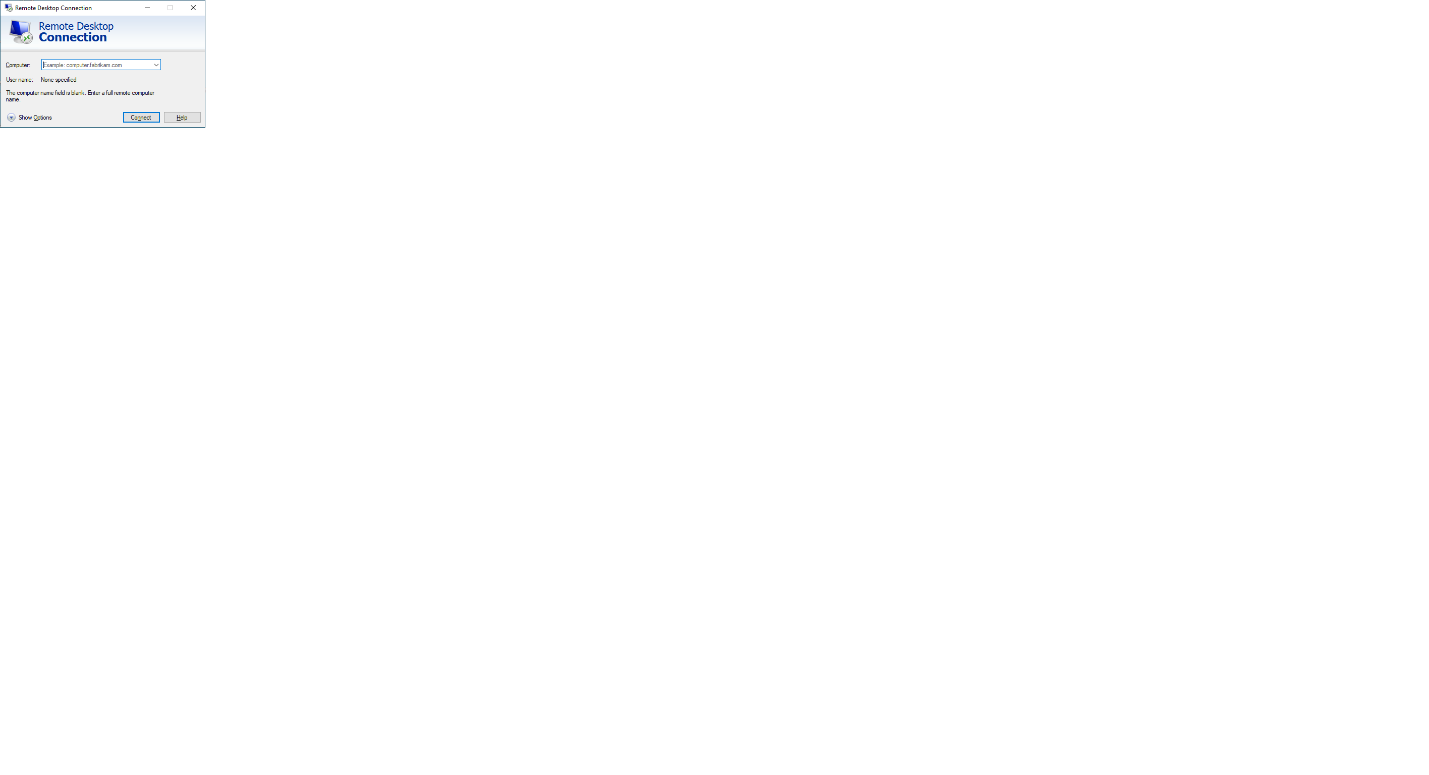 Remote Desktop Connection
Remote Desktop
Connection
Computer:
Example: computer.fabrikam.com
User name: None specified
The computer name field is blank. Enter a full remote computer
name.
Show Options
Connect
Help